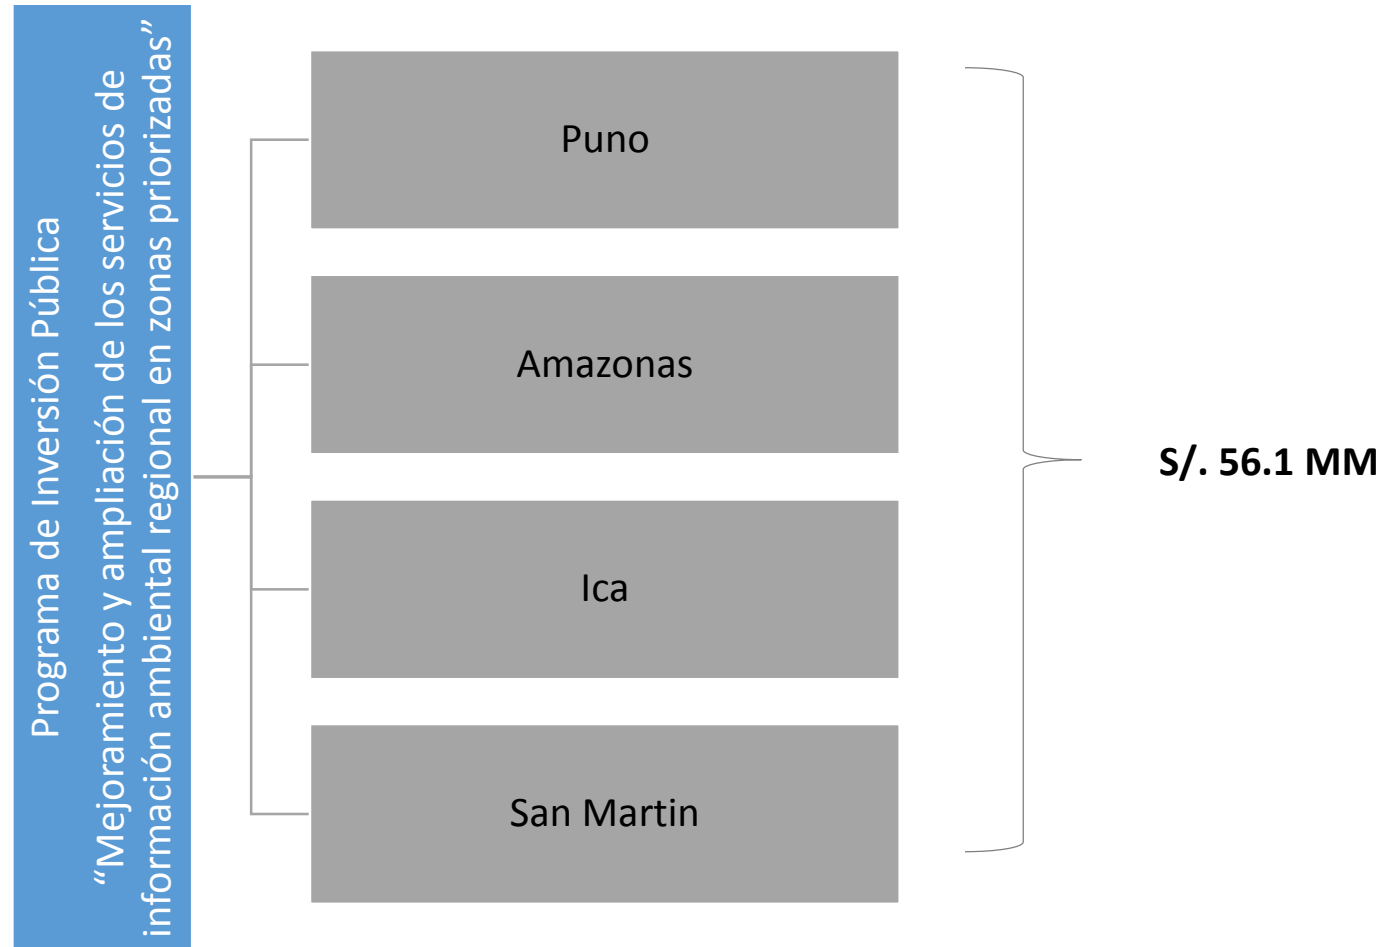 Programa de Inversión Pública
“Mejoramiento y ampliación de los servicios de
información ambiental regional en zonas priorizadas”
Puno
Amazonas
Ica
San Martin
S/. 56.1 MM